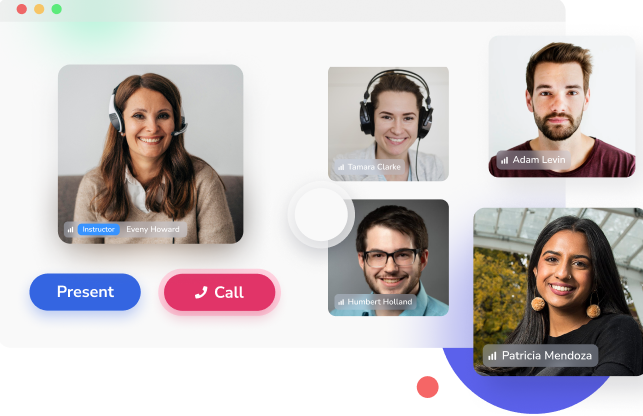 Instructor Eveny Howard
Tamara Clarke
Adam Levin
Humbert Holland
Patricia Mendoza
Present
Call